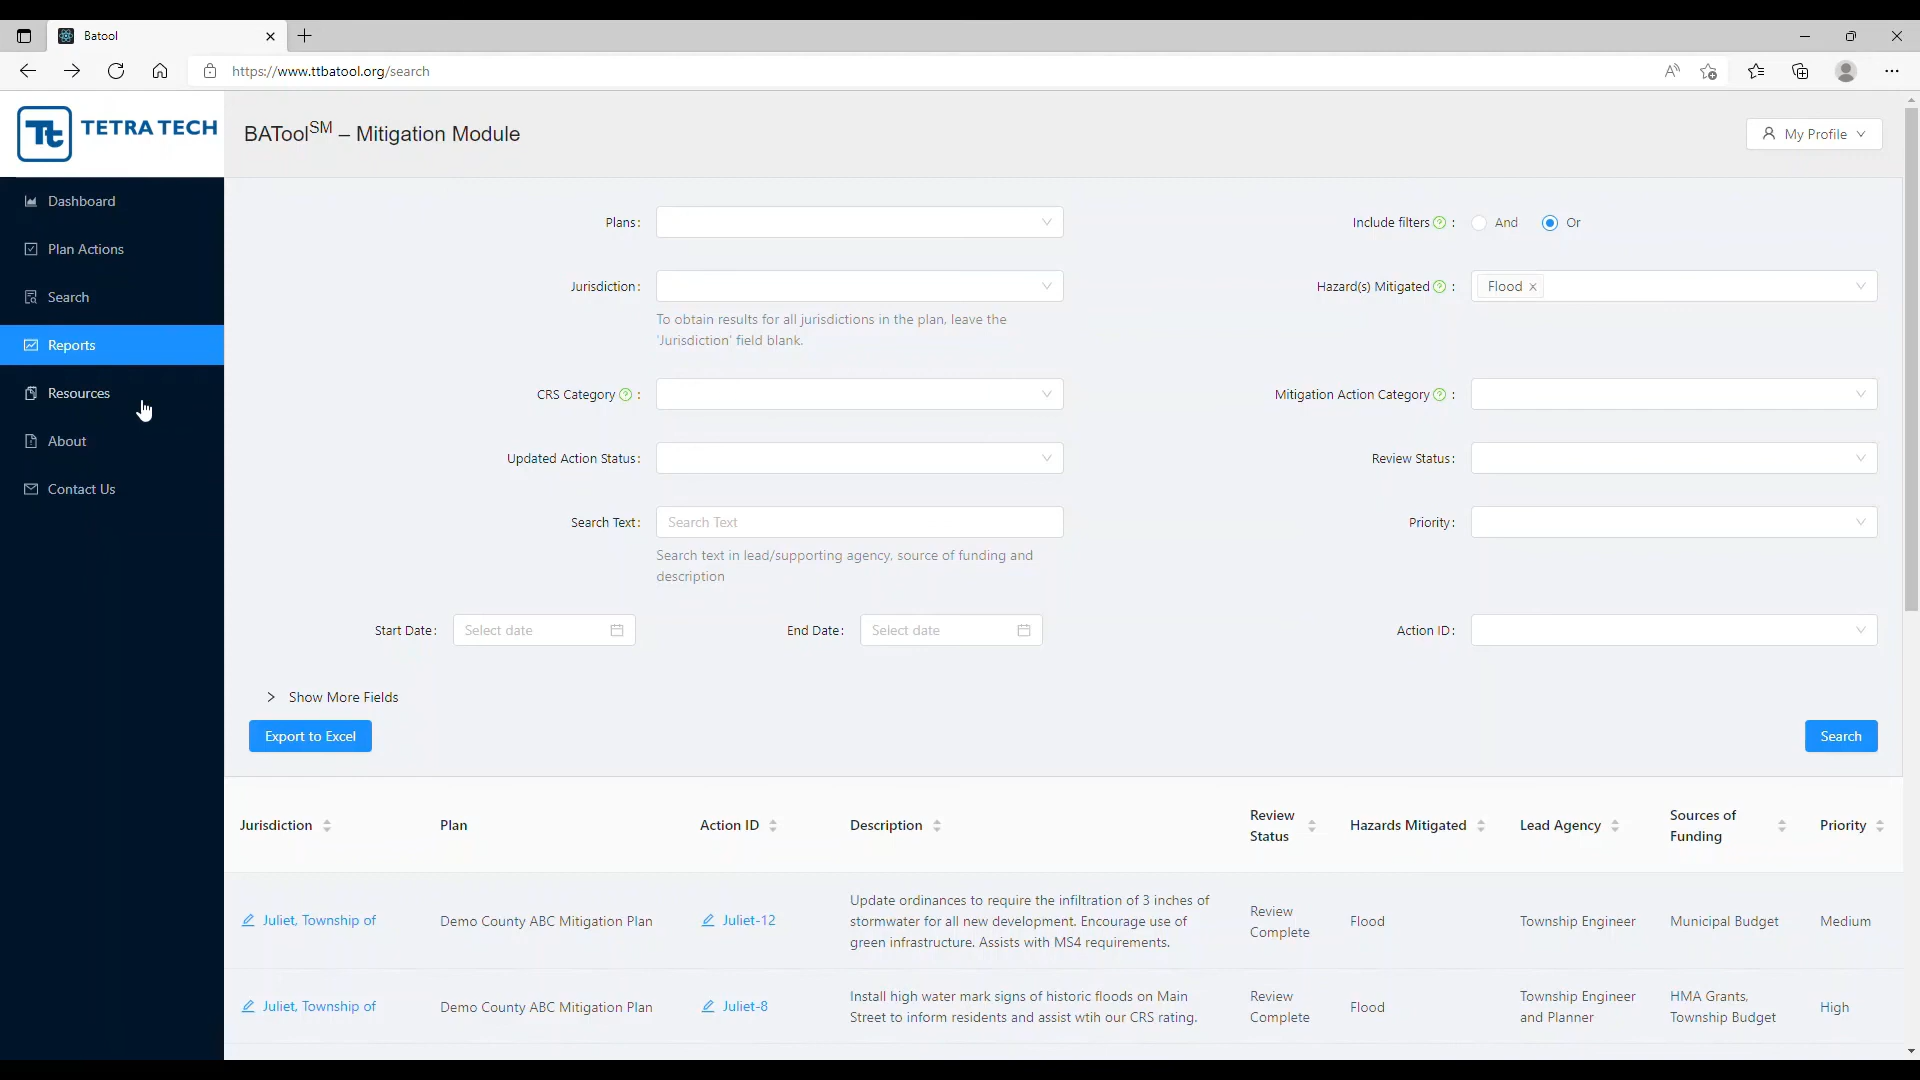 Batool
https://www.ttbatool.org/search
Tt TETRA TECH
BAToolSM – Mitigation Module
My Profile
Dashboard
Plan Actions
Search
Reports
Resources
About
Contact Us
Plans:
Include filters ? : And Or
Jurisdiction:
To obtain results for all jurisdictions in the plan, leave the
'Jurisdiction' field blank.
Hazard(s) Mitigated ? : Flood ×
CRS Category ? :
Mitigation Action Category ? :
Updated Action Status:
Review Status:
Search Text: Search Text
Search text in lead/supporting agency, source of funding and
description
Priority:
Start Date: Select date
End Date: Select date
Action ID:
Show More Fields
Export to Excel
Search
Jurisdiction Plan Action ID Description Review
Status Hazards Mitigated Lead Agency Sources of
Funding Priority
Juliet, Township of
Demo County ABC Mitigation Plan
Juliet-12
Update ordinances to require the infiltration of 3 inches of
stormwater for all new development. Encourage use of
green infrastructure. Assists with MS4 requirements.
Review
Complete
Flood
Township Engineer
Municipal Budget
Medium
Juliet, Township of
Demo County ABC Mitigation Plan
Juliet-8
Install high water mark signs of historic floods on Main
Street to inform residents and assist wtih our CRS rating.
Review
Complete
Flood
Township Engineer
and Planner
HMA Grants,
Township Budget
High